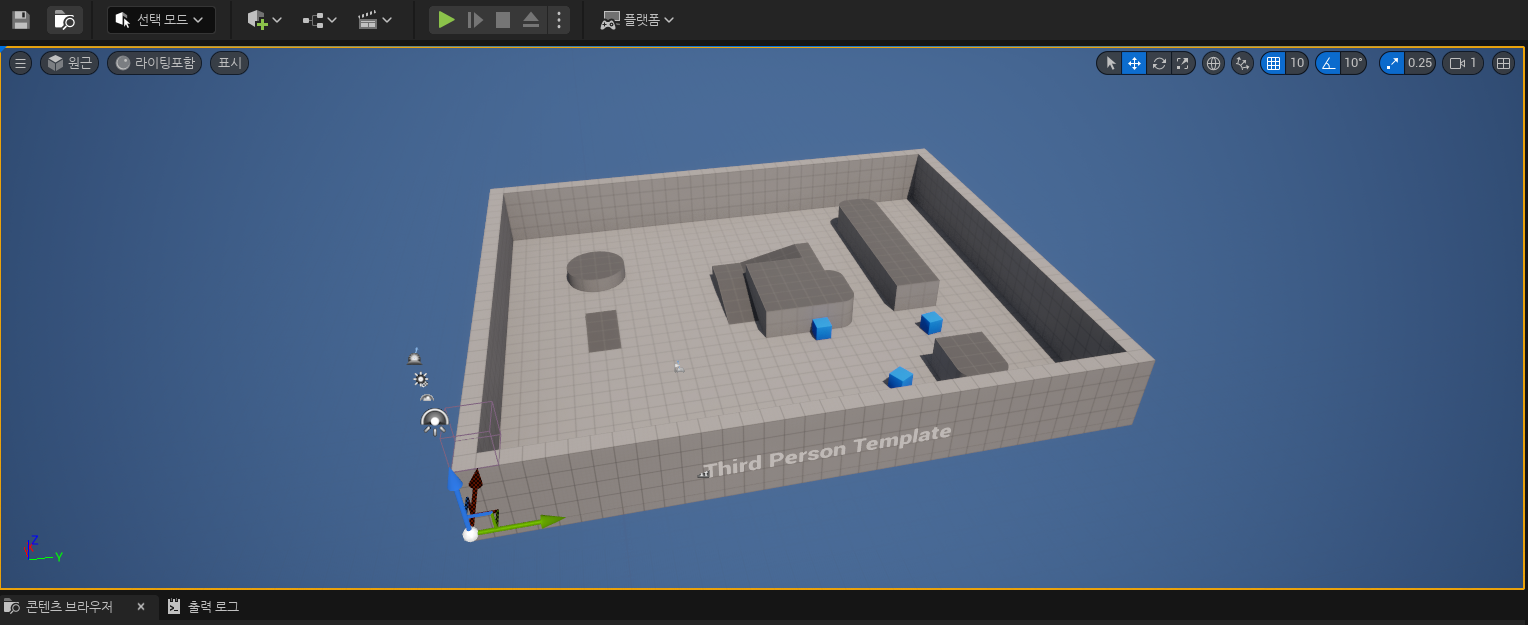 선택 모드
플랫폼
원근
라이팅포함
표시
10
10°
0.25
1
Third Person Template
Z
Y
콘텐츠 브라우저
출력 로그